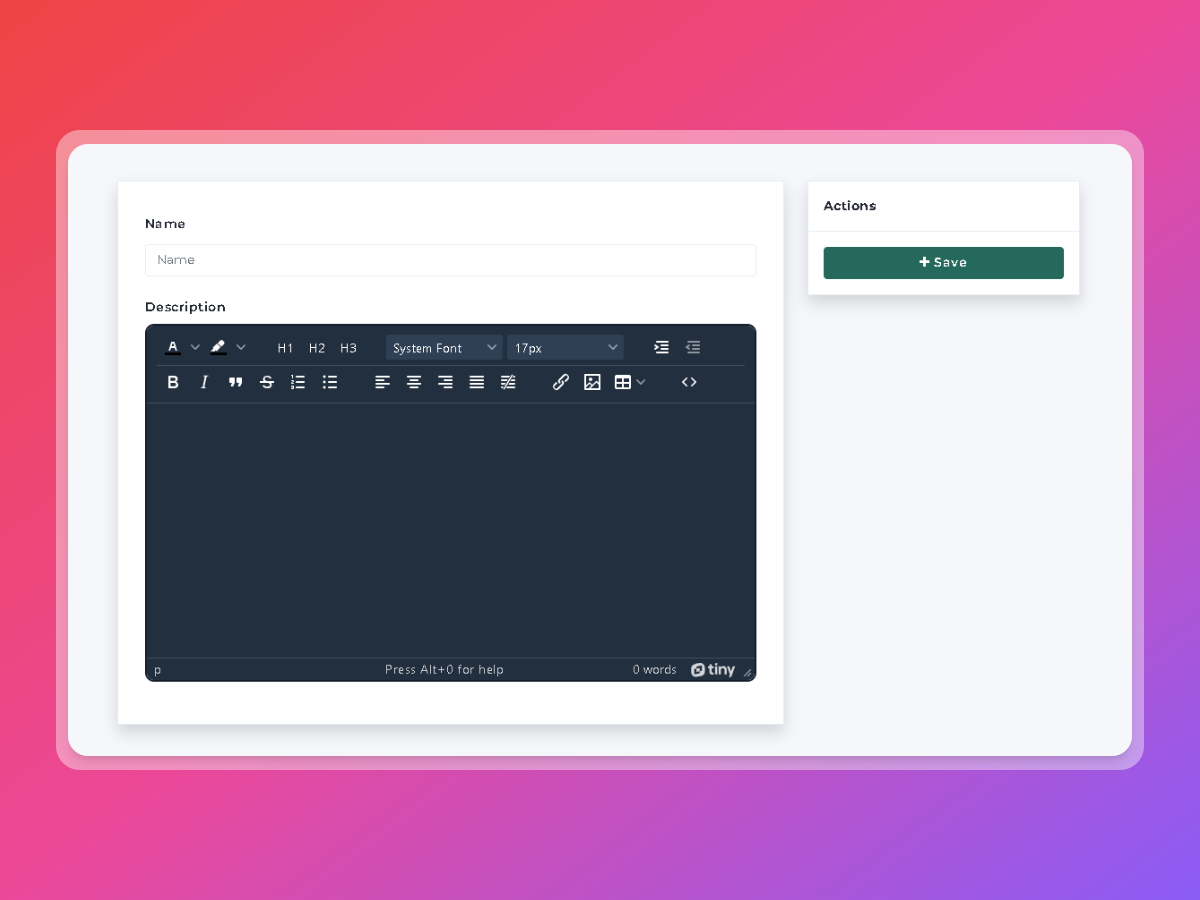 Name
Name
Description
A H1 H2 H3 System Font 17px
B I S
p Press Alt+0 for help 0 words tiny
Actions
Save